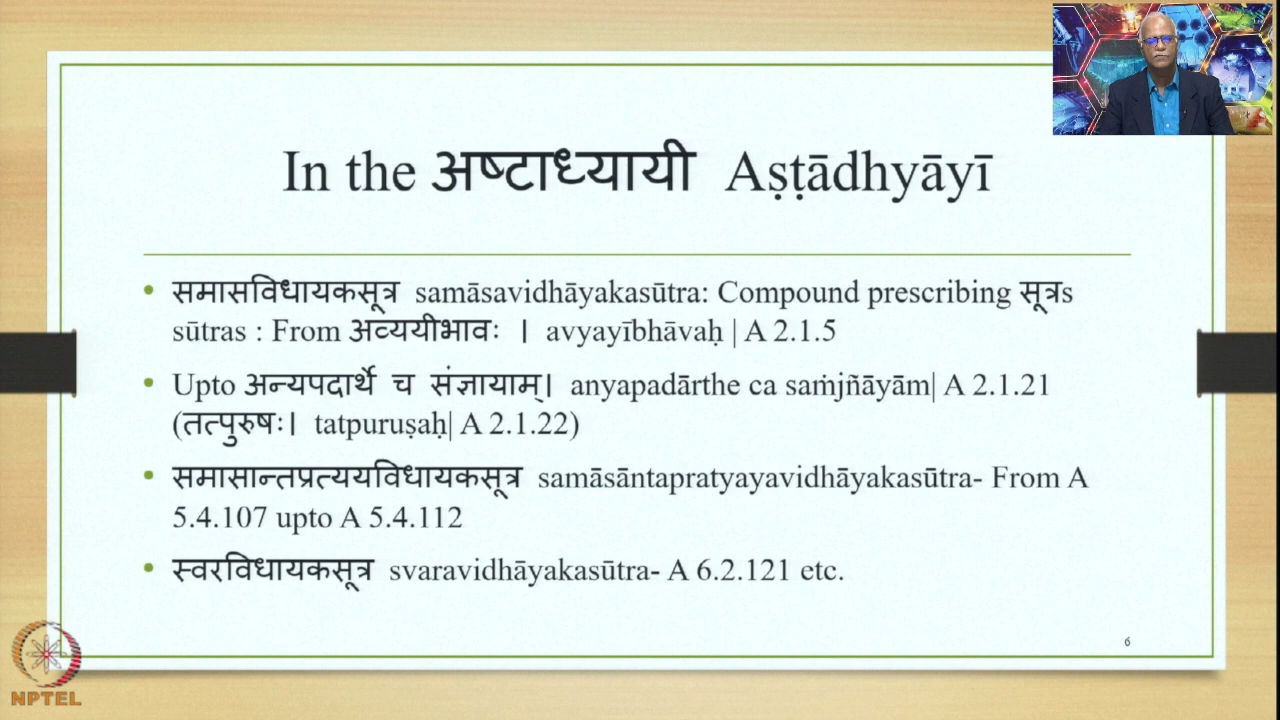 In the अष्टाध्यायी Aṣṭādhyāyī
• समासविधायकसूत्र samāsavidhāyakasūtra: Compound prescribing सूत्रs
sūtras : From अव्ययीभावः । avyayībhāvaḥ | A 2.1.5
• Upto अन्यपदार्थे च संज्ञायाम्। anyapadārthe ca saṁjñāyām| A 2.1.21
(तत्पुरुषः। tatpuruṣaḥ| A 2.1.22)
• समासान्तप्रत्ययविधायकसूत्र samāsāntapratyayavidhāyakasūtra- From A
5.4.107 upto A 5.4.112
• स्वरविधायकसूत्र svaravidhāyakasūtra- A 6.2.121 etc.
6
NPTEL